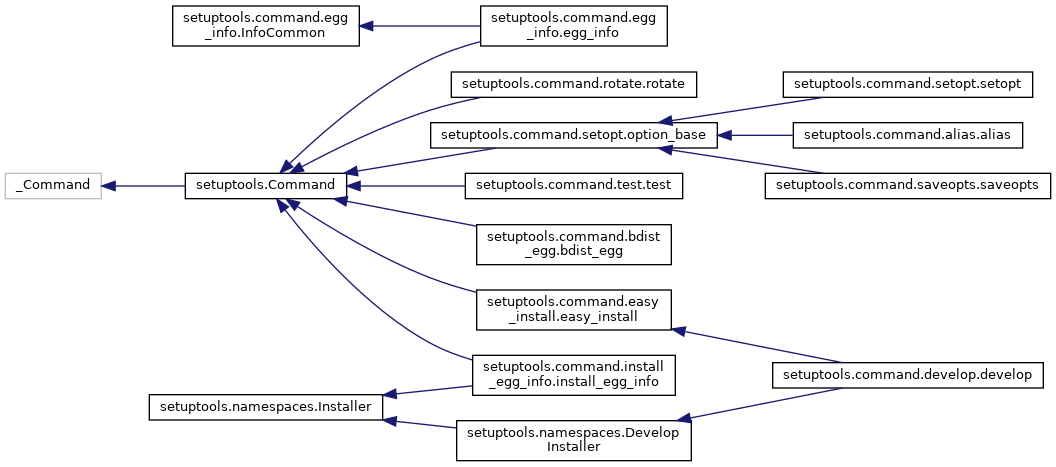 setuptools.command.egg
_info.InfoCommon
setuptools.command.egg
_info.egg_info
setuptools.command.rotate.rotate
setuptools.command.setopt.setopt
setuptools.command.setopt.option_base
setuptools.command.alias.alias
_Command
setuptools.Command
setuptools.command.test.test
setuptools.command.saveopts.saveopts
setuptools.command.bdist
_egg.bdist_egg
setuptools.command.easy
_install.easy_install
setuptools.command.install
_egg_info.install_egg_info
setuptools.command.develop.develop
setuptools.namespaces.Installer
setuptools.namespaces.Develop
Installer